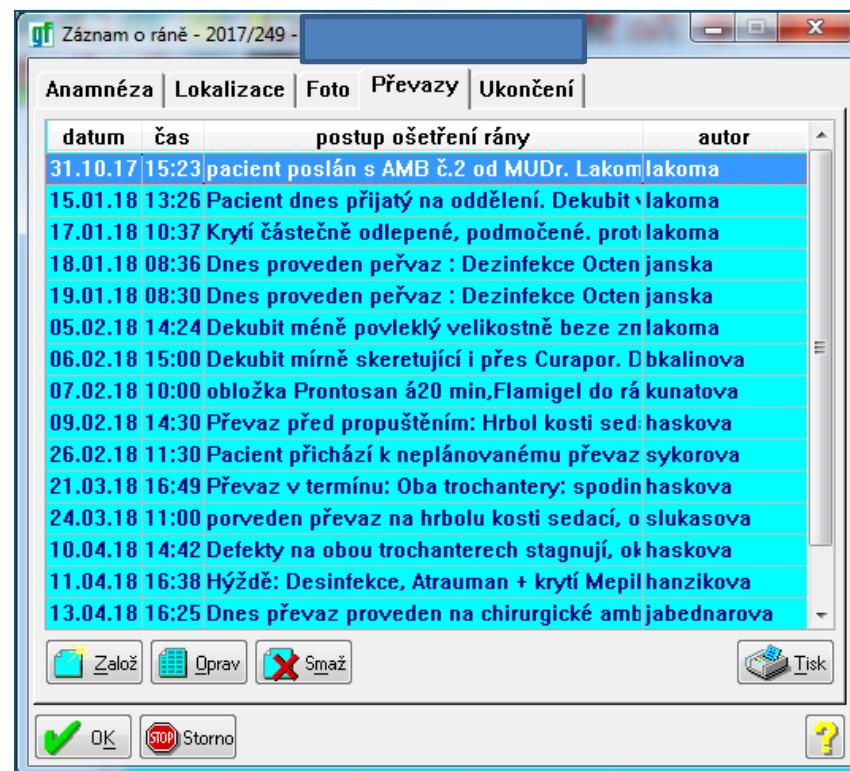 gf Záznam o ráně - 2017/249 -
Anamnéza Lokalizace Foto Převazy Ukončení
datum čas postup ošetření rány autor
31.10.17 15:23 pacient poslán s AMB č.2 od MUDr. Lakom lakoma
15.01.18 13:26 Pacient dnes přijatý na oddělení. Dekubit lakoma
17.01.18 10:37 Krytí částečně odlepené, podmočené. prot lakoma
18.01.18 08:36 Dnes proveden peřvaz : Dezinfekce Octen janska
19.01.18 08:30 Dnes proveden peřvaz : Dezinfekce Octen janska
05.02.18 14:24 Dekubit méně povleklý velikostně beze zn lakoma
06.02.18 15:00 Dekubit mírně skeretující i přes Curapor. D bkalinova
07.02.18 10:00 obložka Prontosan á20 min,Flamigel do rá kunatova
09.02.18 14:30 Převaz před propuštěním: Hrbol kosti sed haskova
26.02.18 11:30 Pacient přichází k neplánovanému převaz sykorova
21.03.18 16:49 Převaz v termínu: Oba trochantery: spodin haskova
24.03.18 11:00 porveden převaz na hrbolu kosti sedací, o slukasova
10.04.18 14:42 Defekty na obou trochanterech stagnují, ok haskova
11.04.18 16:38 Hýždě: Desinfekce, Atrauman + krytí Mepil hanzikova
13.04.18 16:25 Dnes převaz proveden na chirurgické amb jabednarova
Založ Oprav Smaž Tisk
OK STOP Storno ?